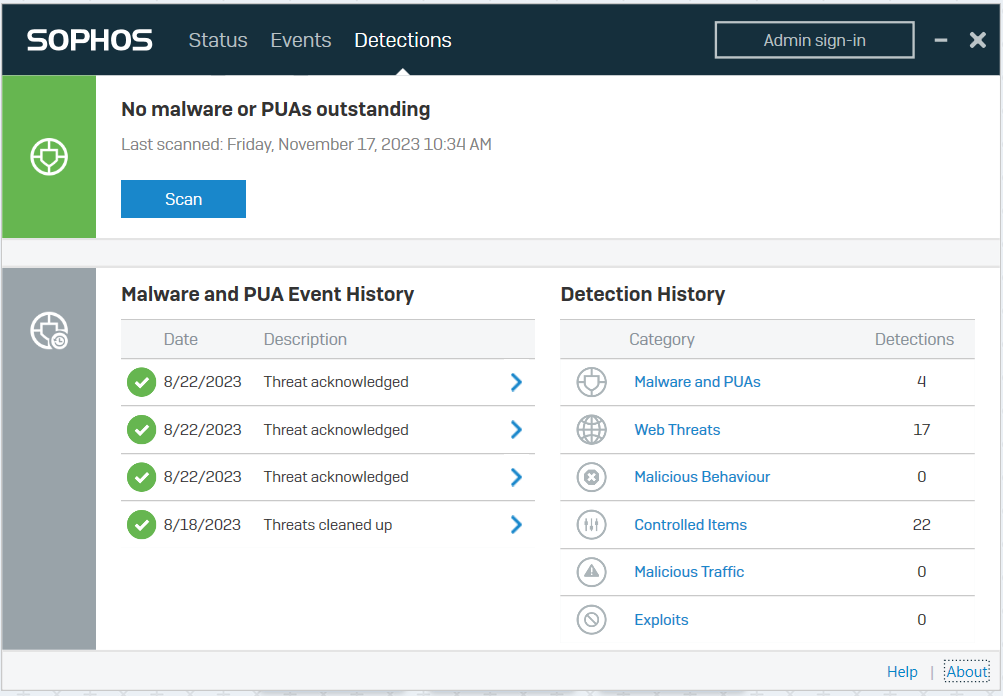 SOPHOS Status Events Detections Admin sign-in
No malware or PUAs outstanding
Last scanned: Friday, November 17, 2023 10:34 AM
Scan
Malware and PUA Event History
Date Description
8/22/2023 Threat acknowledged
8/22/2023 Threat acknowledged
8/22/2023 Threat acknowledged
8/18/2023 Threats cleaned up
Detection History
Category Detections
Malware and PUAs 4
Web Threats 17
Malicious Behaviour 0
Controlled Items 22
Malicious Traffic 0
Exploits 0
Help | About